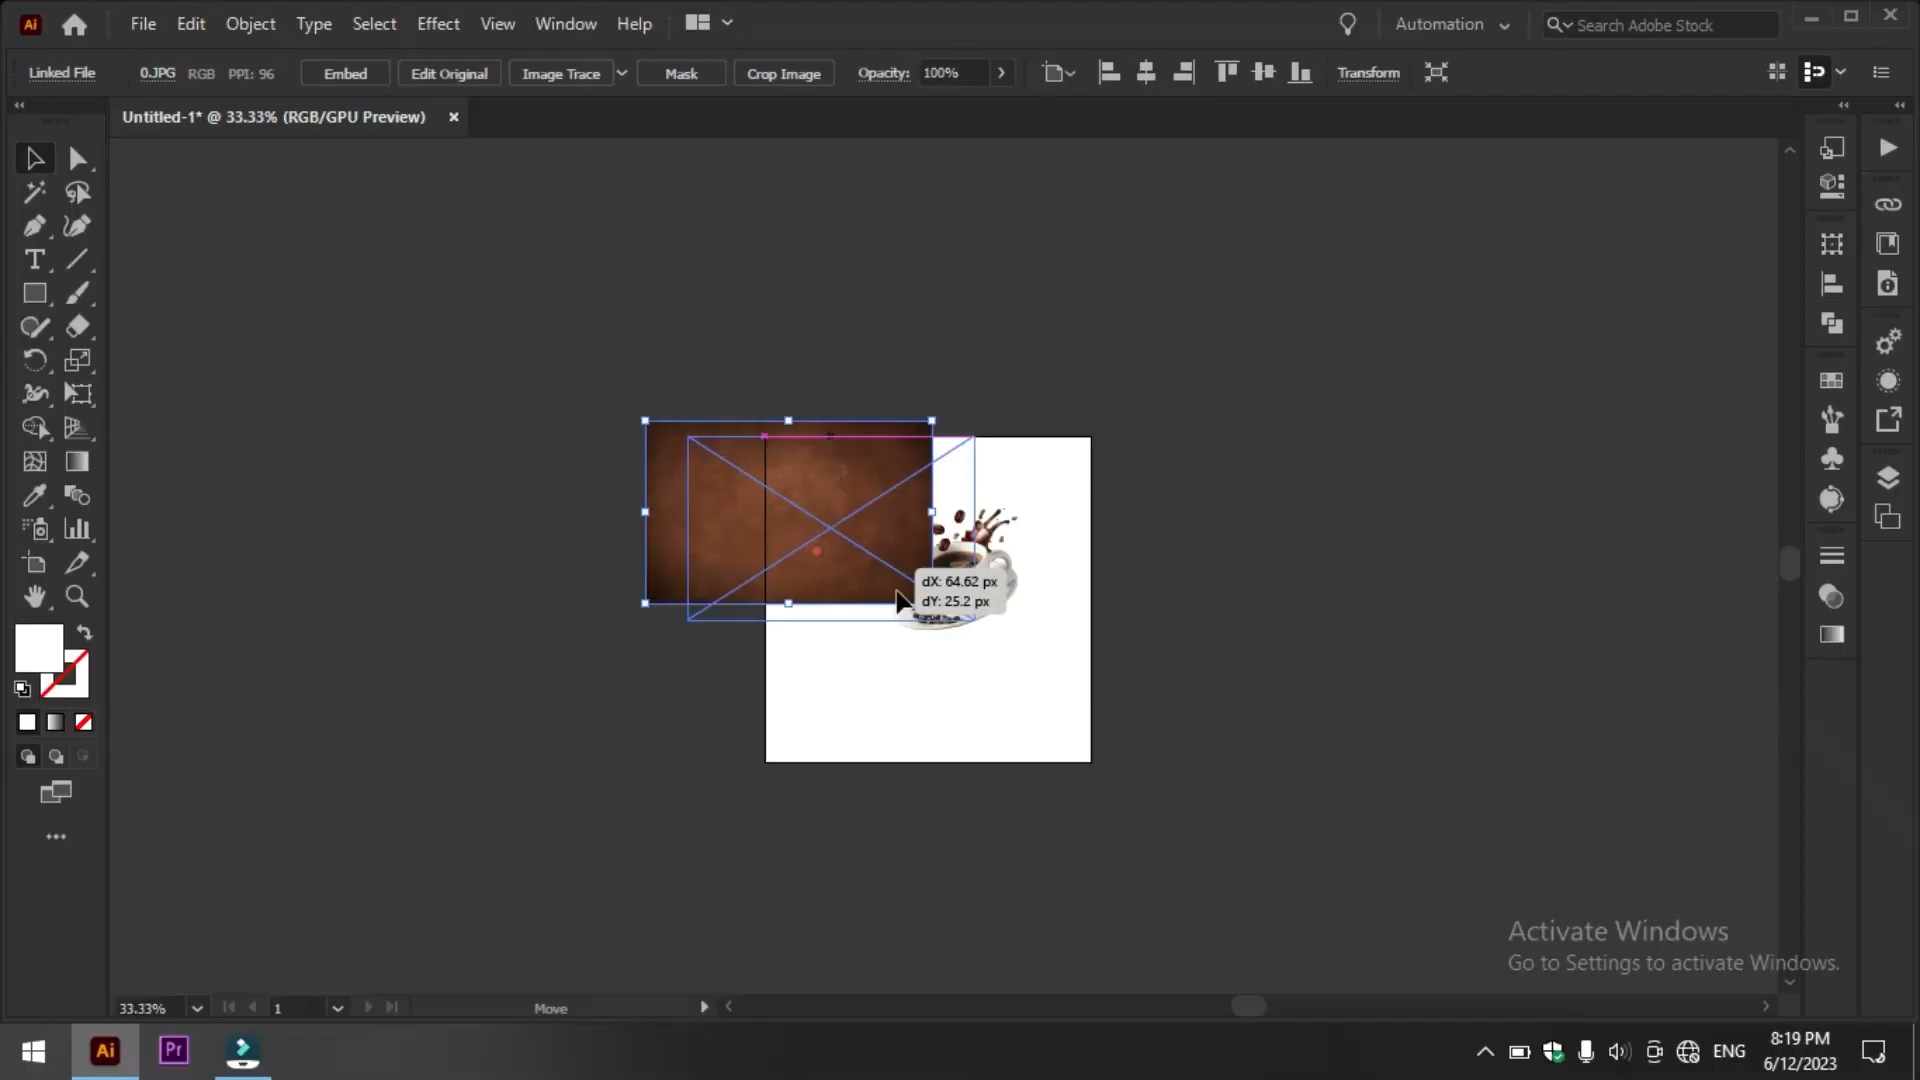 Ai
File Edit Object Type Select Effect View Window Help
Automation
Search Adobe Stock
Linked File 0.JPG RGB PPI: 96 Embed Edit Original Image Trace Mask Crop Image Opacity: 100% Transform
Untitled-1* @ 33.33% (RGB/GPU Preview) ×
T
dX: 64.62 px
dY: 25.2 px
Activate Windows
Go to Settings to activate Windows.
33.33% 1 Move
Ai Pr ENG 8:19 PM
6/12/2023